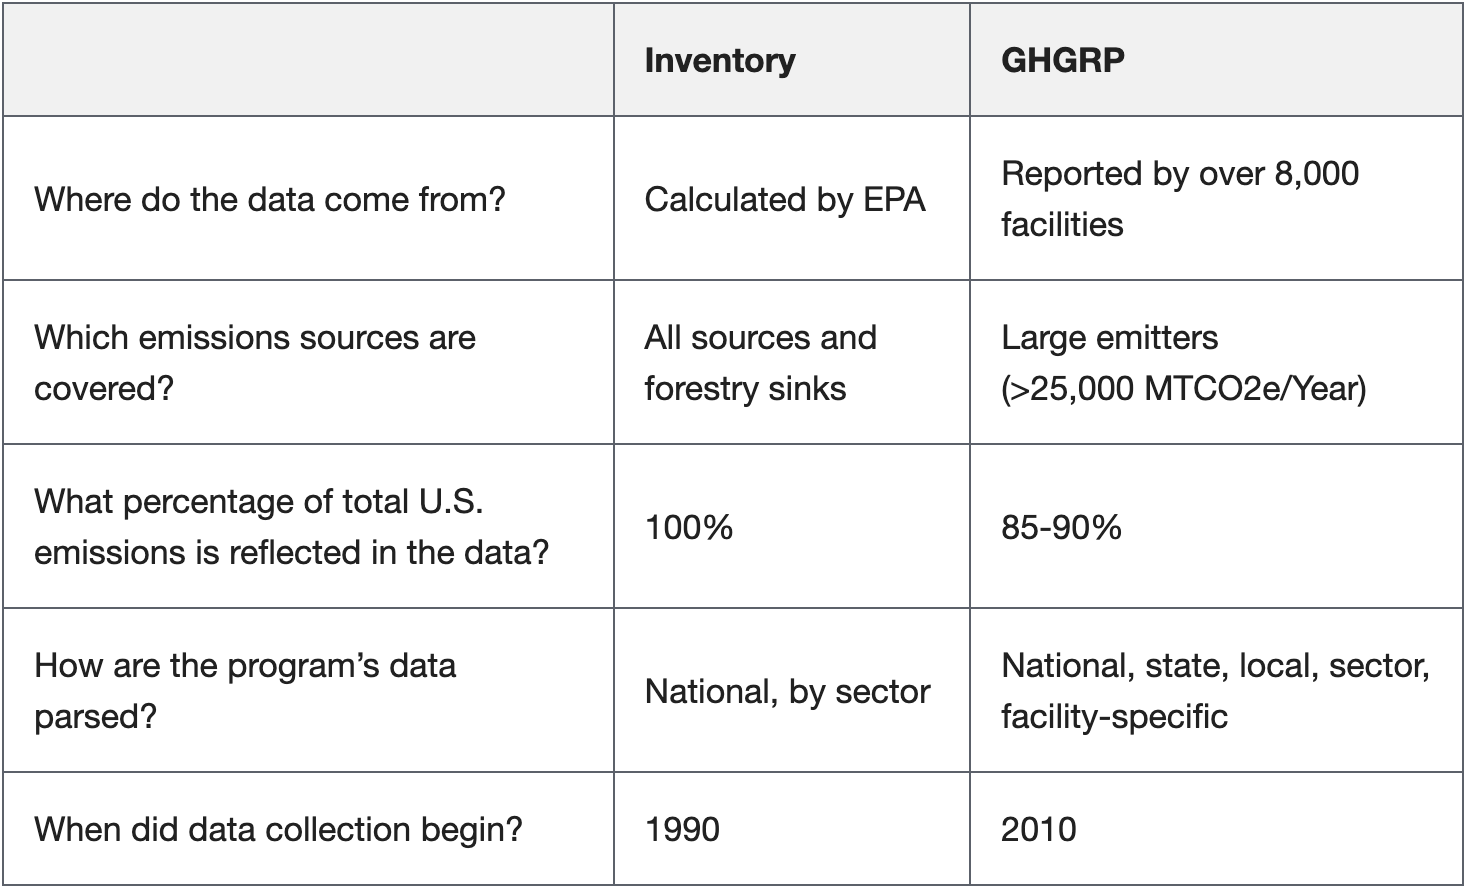 Inventory
GHGRP
Where do the data come from?
Calculated by EPA
Reported by over 8,000
facilities
Which emissions sources are
covered?
All sources and
forestry sinks
Large emitters
(>25,000 MTCO2e/Year)
What percentage of total U.S.
emissions is reflected in the data?
100%
85-90%
How are the program’s data
parsed?
National, by sector
National, state, local, sector,
facility-specific
When did data collection begin?
1990
2010